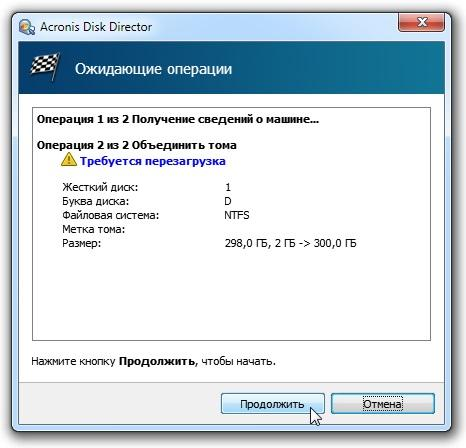 Acronis Disk Director
Ожидающие операции
Операция 1 из 2 Получение сведений о машине...
Операция 2 из 2 Объединить тома
Требуется перезагрузка
Жесткий диск: 1
Буква диска: D
Файловая система: NTFS
Метка тома:
Размер: 298,0 ГБ, 2 ГБ -> 300,0 ГБ
Нажмите кнопку Продолжить, чтобы начать.
Продолжить Отмена